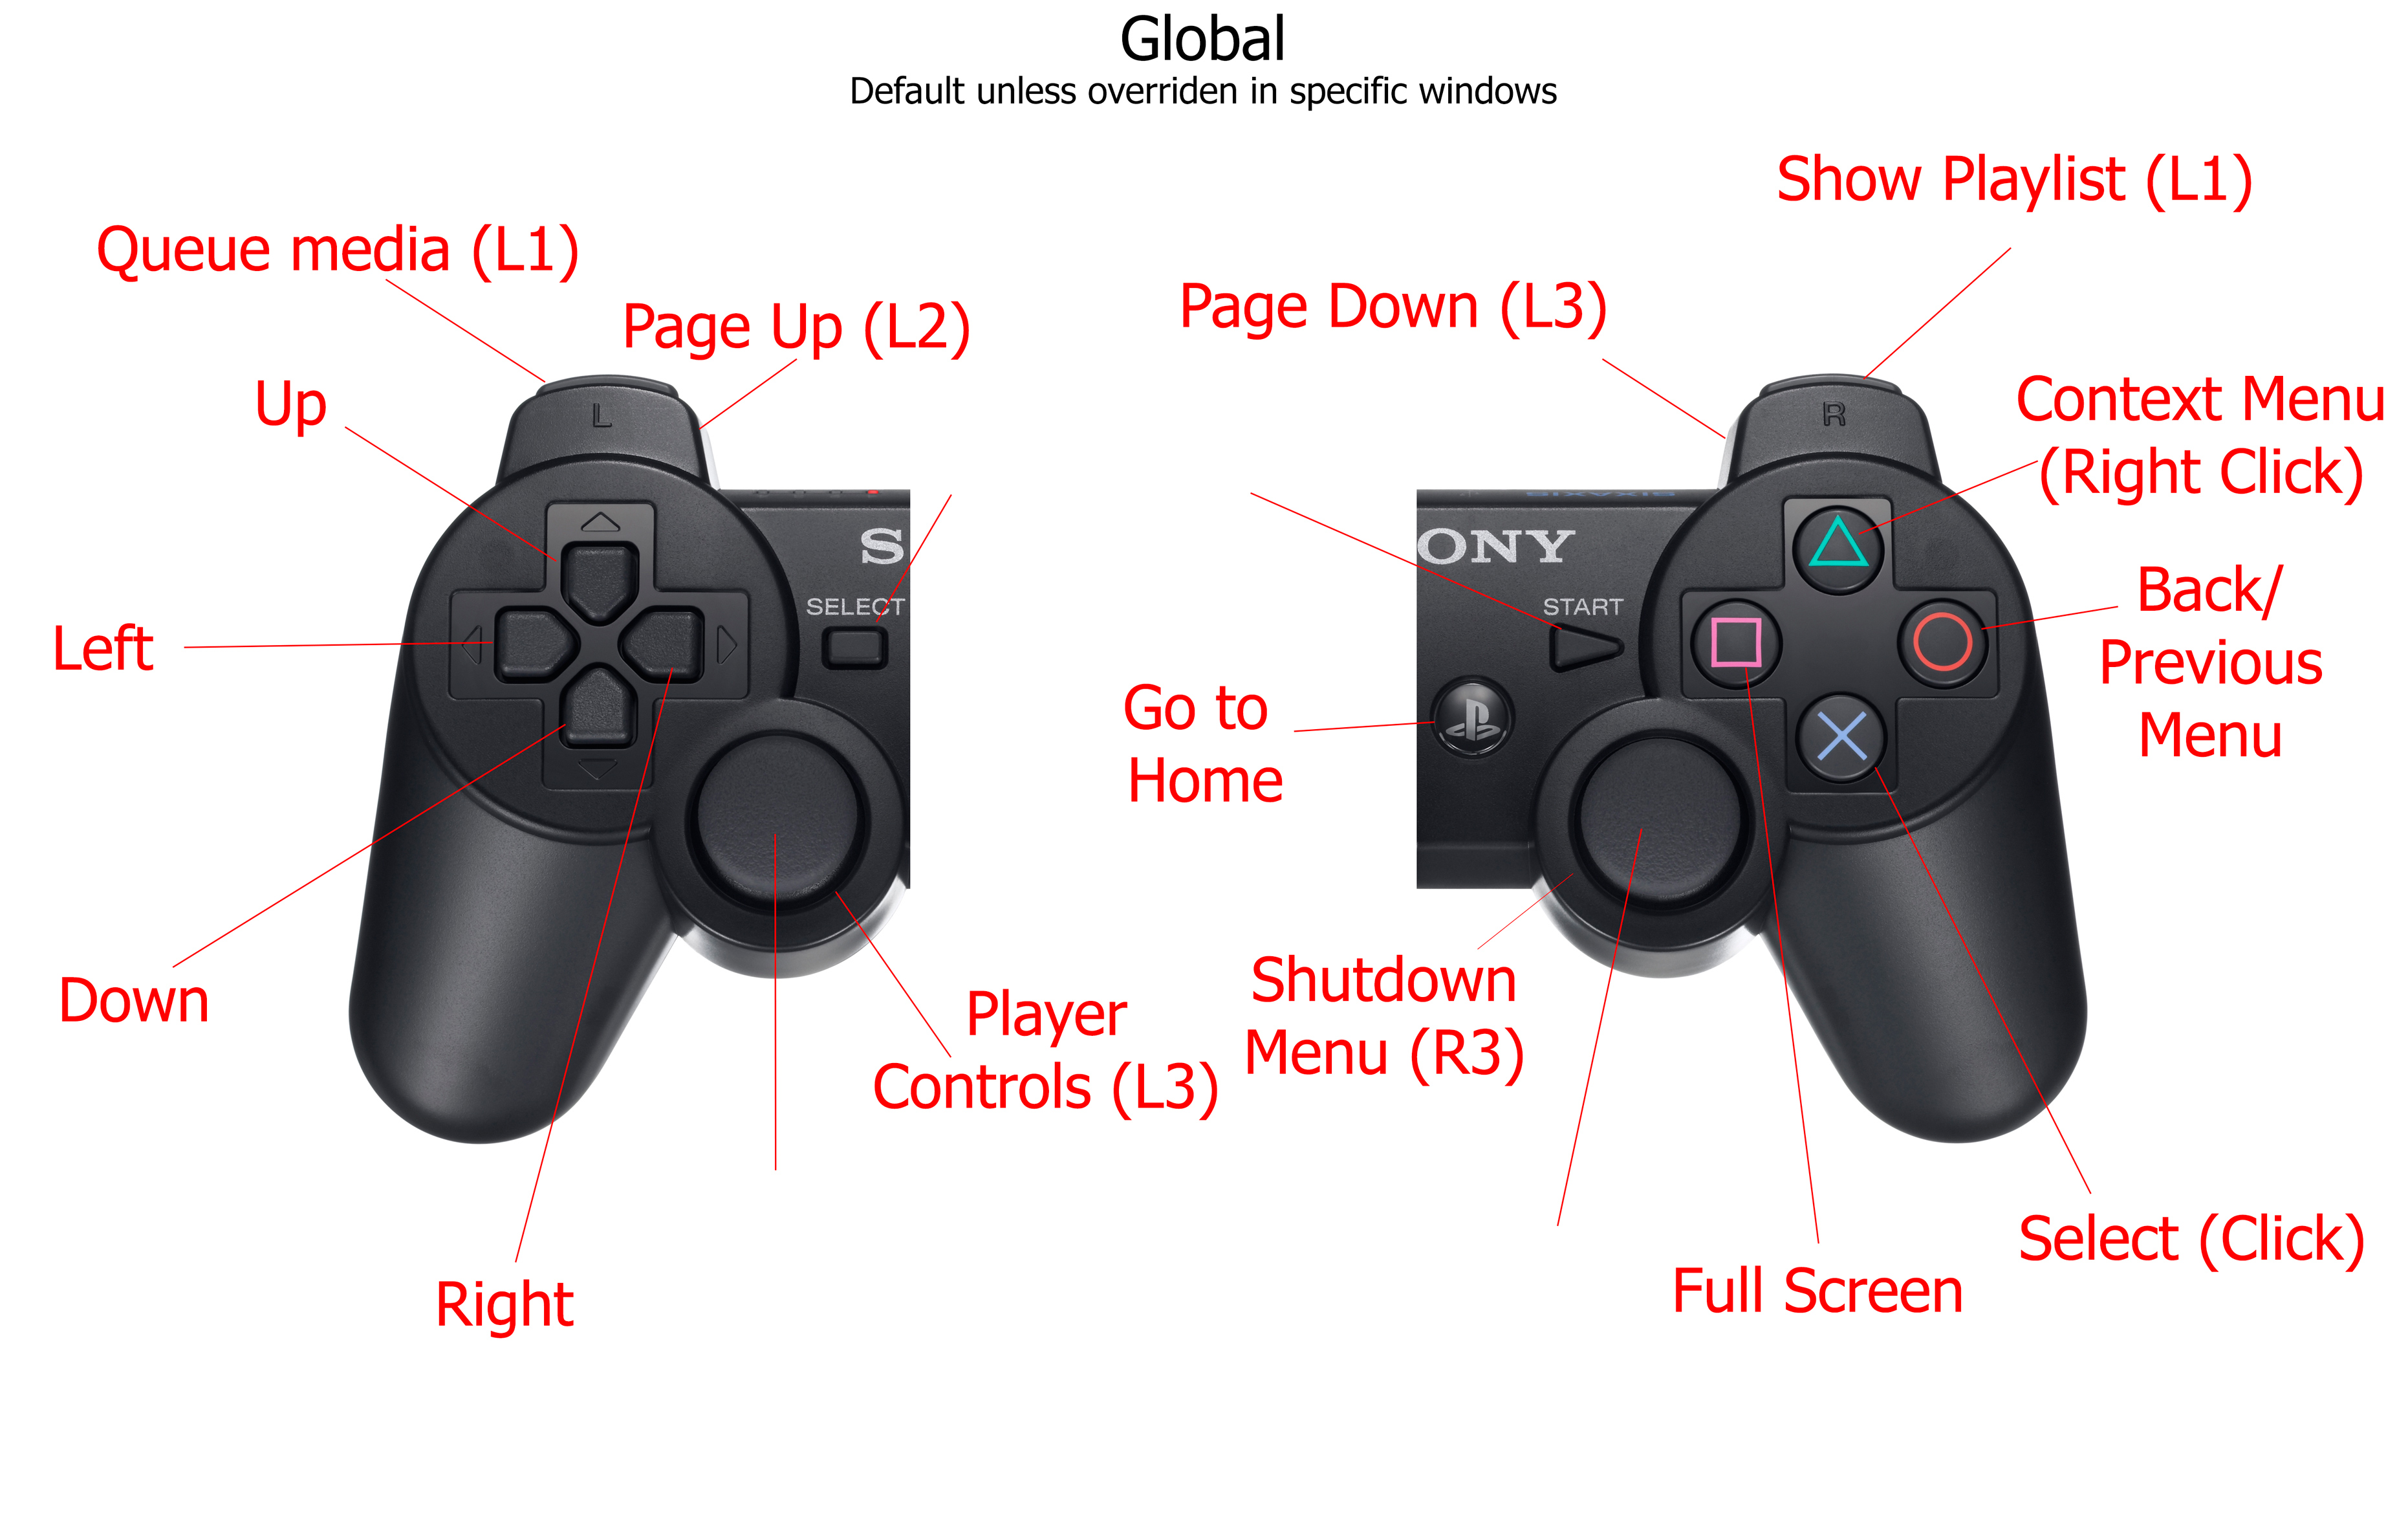 Global
Default unless overriden in specific windows
Show Playlist (L1)
Queue media (L1)
Page Up (L2)
Page Down (L3)
Up
Context Menu
(Right Click)
L
R
SIXAXIS
S
ONY
SELECT
START
Left
Back/
Previous
Menu
Go to
Home
Down
Player
Controls (L3)
Shutdown
Menu (R3)
Right
Full Screen
Select (Click)